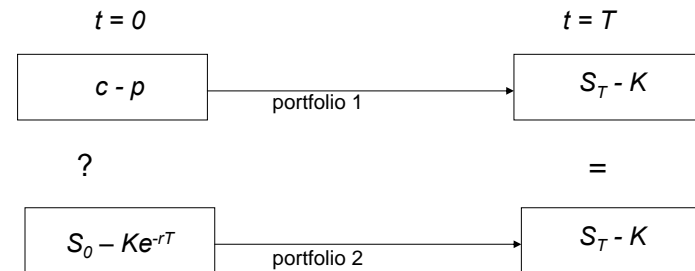 t = 0 t = T
c - p S_T - K
portfolio 1
? =
S_0 – Ke^{-rT} S_T - K
portfolio 2